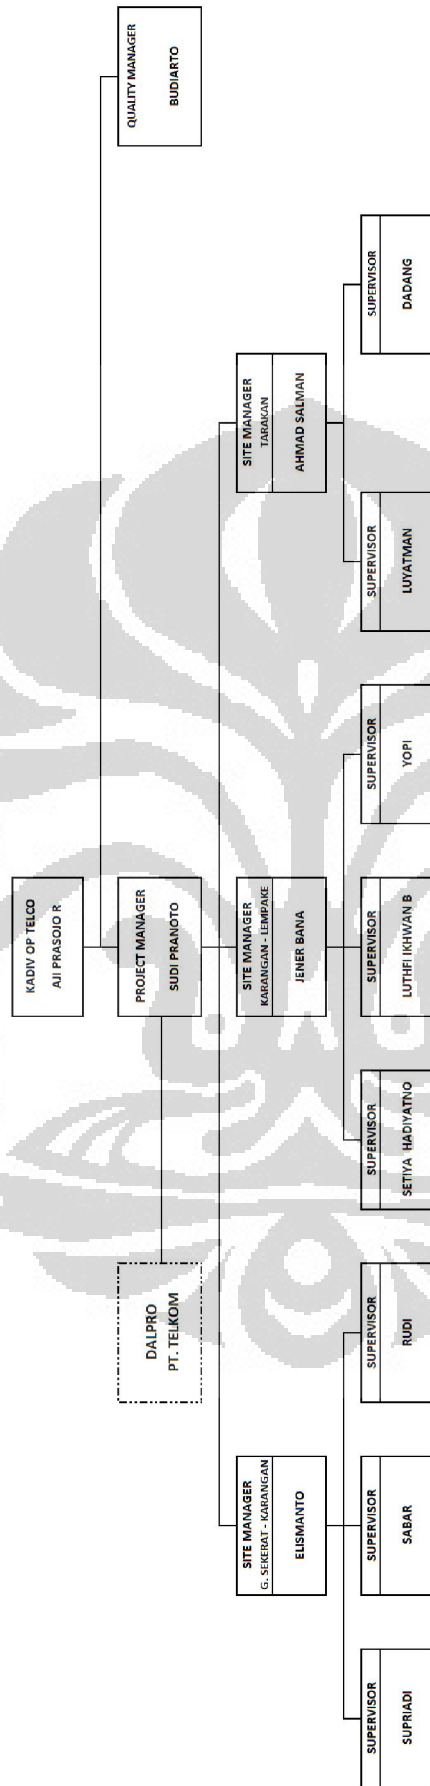 KADIV OP TELCO
AJI PRASOJO R
DALPRO
PT. TELKOM
PROJECT MANAGER
SUDI PRANOTO
QUALITY MANAGER
BUDIARTO
SITE MANAGER
G. SEKERAT - KARANGAN
ELISMANTO
SITE MANAGER
KARANGAN - LEMPAKE
JENER BANA
SITE MANAGER
TARAKAN
AHMAD SALMAN
SUPERVISOR
SUPRIADI
SUPERVISOR
SABAR
SUPERVISOR
RUDI
SUPERVISOR
SETIYA HADIYATNO
SUPERVISOR
LUTHFI IKHWAN B
SUPERVISOR
YOPI
SUPERVISOR
LUYATMAN
SUPERVISOR
DADANG